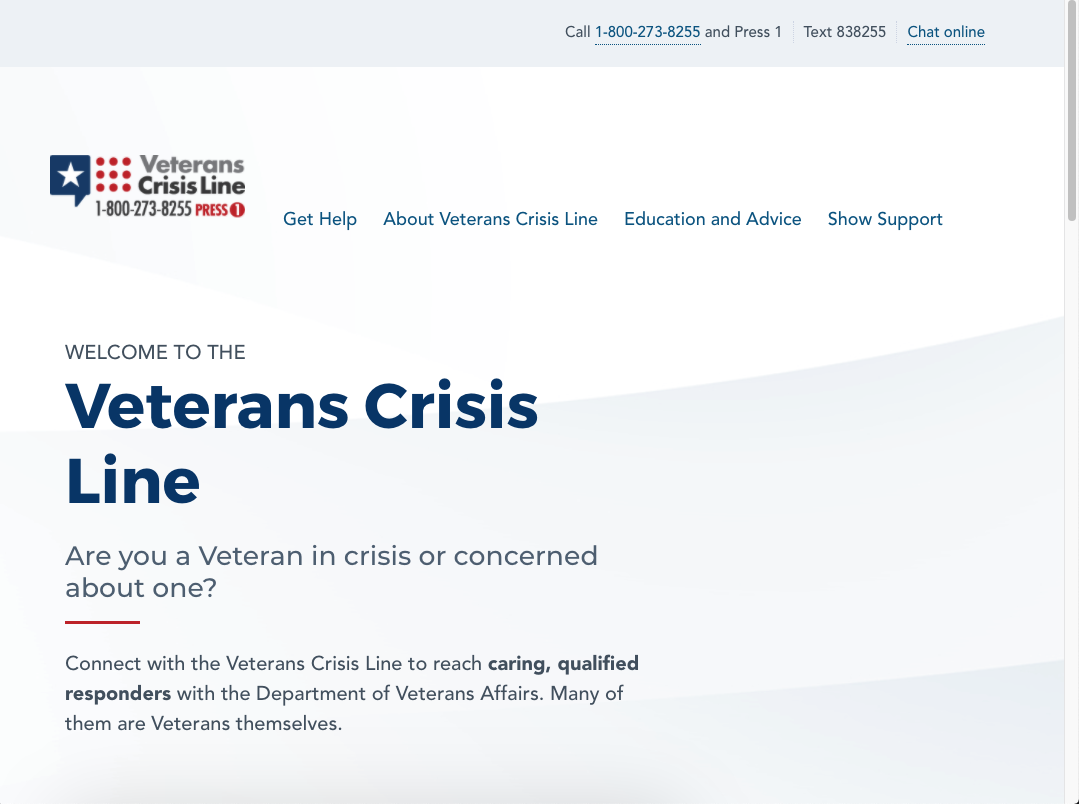 Call 1-800-273-8255 and Press 1 Text 838255 Chat online
Veterans
Crisis Line
1-800-273-8255 PRESS 1
Get Help About Veterans Crisis Line Education and Advice Show Support
WELCOME TO THE
Veterans Crisis
Line
Are you a Veteran in crisis or concerned
about one?
Connect with the Veterans Crisis Line to reach caring, qualified
responders with the Department of Veterans Affairs. Many of
them are Veterans themselves.